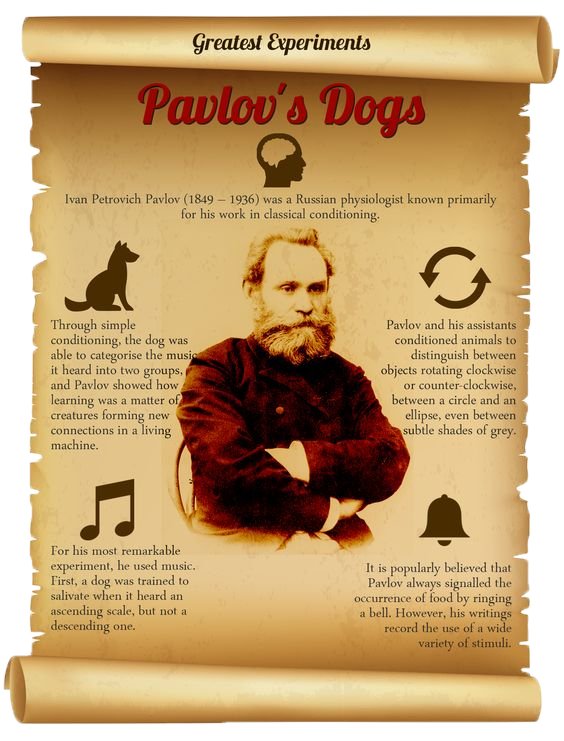 Greatest Experiments
Pavlov's Dogs
Ivan Petrovich Pavlov (1849 – 1936) was a Russian physiologist known primarily
for his work in classical conditioning.
Through simple
conditioning, the dog was
able to categorise the music
it heard into two groups,
and Pavlov showed how
learning was a matter of
creatures forming new
connections in a living
machine.
Pavlov and his assistants
conditioned animals to
distinguish between
objects rotating clockwise
or counter-clockwise,
between a circle and an
ellipse, even between
subtle shades of grey.
For his most remarkable
experiment, he used music.
First, a dog was trained to
salivate when it heard an
ascending scale, but not a
descending one.
It is popularly believed that
Pavlov always signalled the
occurrence of food by ringing
a bell. However, his writings
record the use of a wide
variety of stimuli.